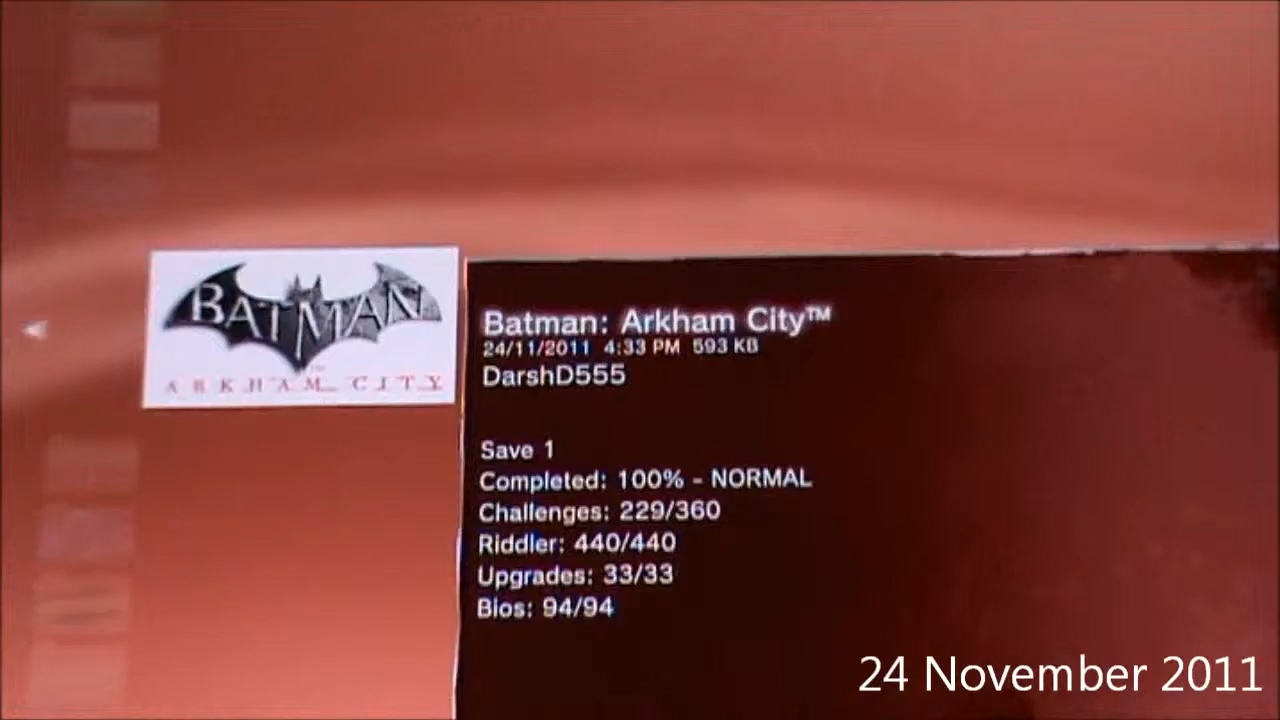 BATMAN
ARKHAM CITY
Batman: Arkham City™
24/11/2011 4:33 PM 593 KB
DarshD555
Save 1
Completed: 100% - NORMAL
Challenges: 229/360
Riddler: 440/440
Upgrades: 33/33
Bios: 94/94
24 November 2011